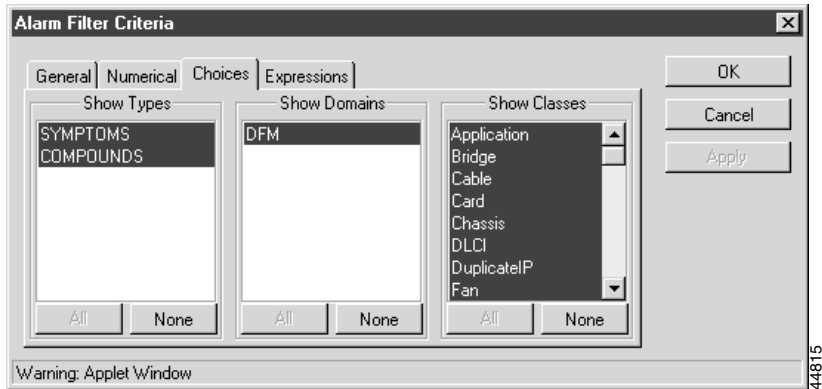 Alarm Filter Criteria
General Numerical Choices Expressions
Show Types
SYMPTOMS
COMPOUNDS
All None
Show Domains
DFM
All None
Show Classes
Application
Bridge
Cable
Card
Chassis
DLCI
DuplicateIP
Fan
All None
OK
Cancel
Apply
Warning: Applet Window
44815